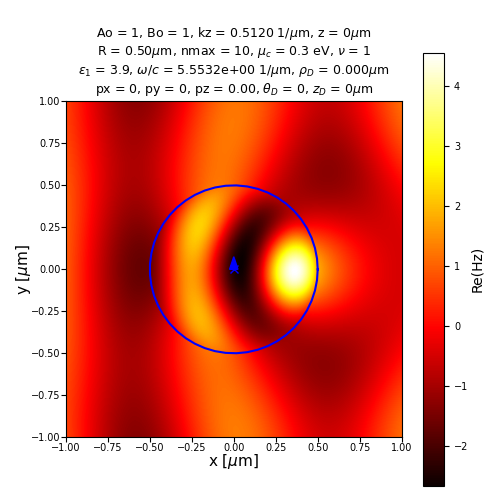 Ao = 1, Bo = 1, kz = 0.5120 1/μm, z = 0μm
R = 0.50μm, nmax = 10, μ_c = 0.3 eV, ν = 1
ε₁ = 3.9, ω/c = 5.5532e+00 1/μm, ρ_D = 0.000μm
px = 0, py = 0, pz = 0.00, θ_D = 0, z_D = 0μm
1.00
0.75
0.50
0.25
0.00
−0.25
−0.50
−0.75
−1.00
y [μm]
−1.00 −0.75 −0.50 −0.25 0.00 0.25 0.50 0.75 1.00
x [μm]
4
3
2
1
0
−1
−2
Re(Hz)